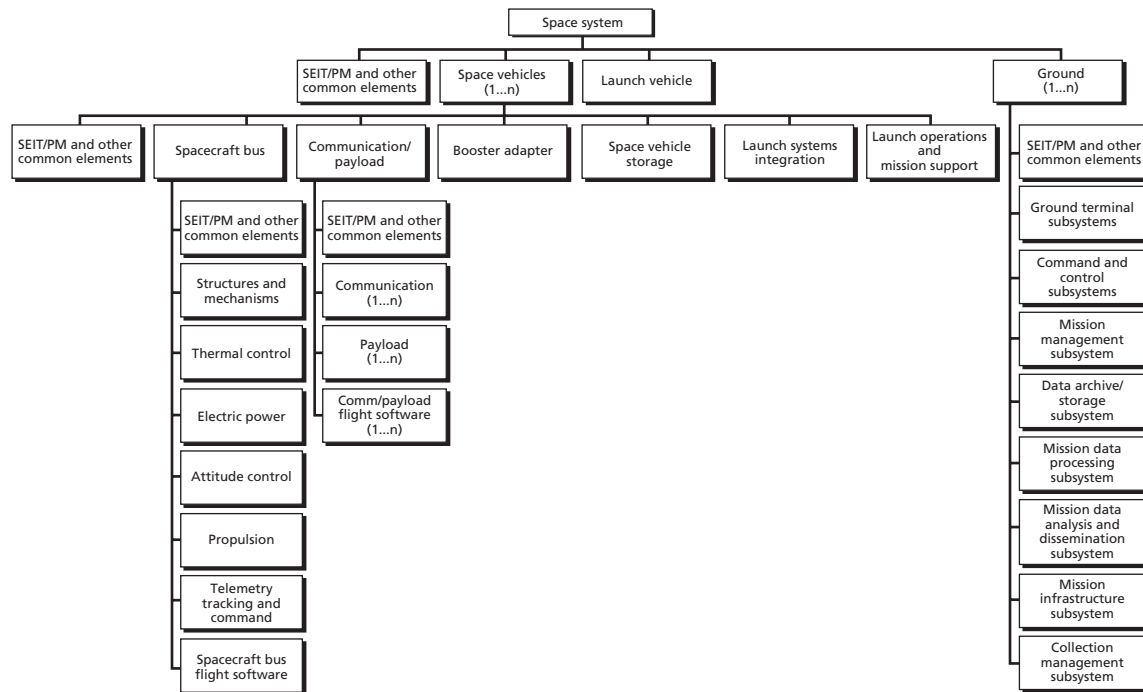 Space system
SEIT/PM and other
common elements
Space vehicles
(1...n)
Launch vehicle
Ground
(1...n)
SEIT/PM and other
common elements
Spacecraft bus
Communication/
payload
Booster adapter
Space vehicle
storage
Launch systems
integration
Launch operations
and
mission support
SEIT/PM and other
common elements
Structures and
mechanisms
Thermal control
Electric power
Attitude control
Propulsion
Telemetry
tracking and
command
Spacecraft bus
flight software
SEIT/PM and other
common elements
Communication
(1...n)
Payload
(1...n)
Comm/payload
flight software
(1...n)
SEIT/PM and other
common elements
Ground terminal
subsystems
Command and
control
subsystems
Mission
management
subsystem
Data archive/
storage
subsystem
Mission data
processing
subsystem
Mission data
analysis and
dissemination
subsystem
Mission
infrastructure
subsystem
Collection
management
subsystem